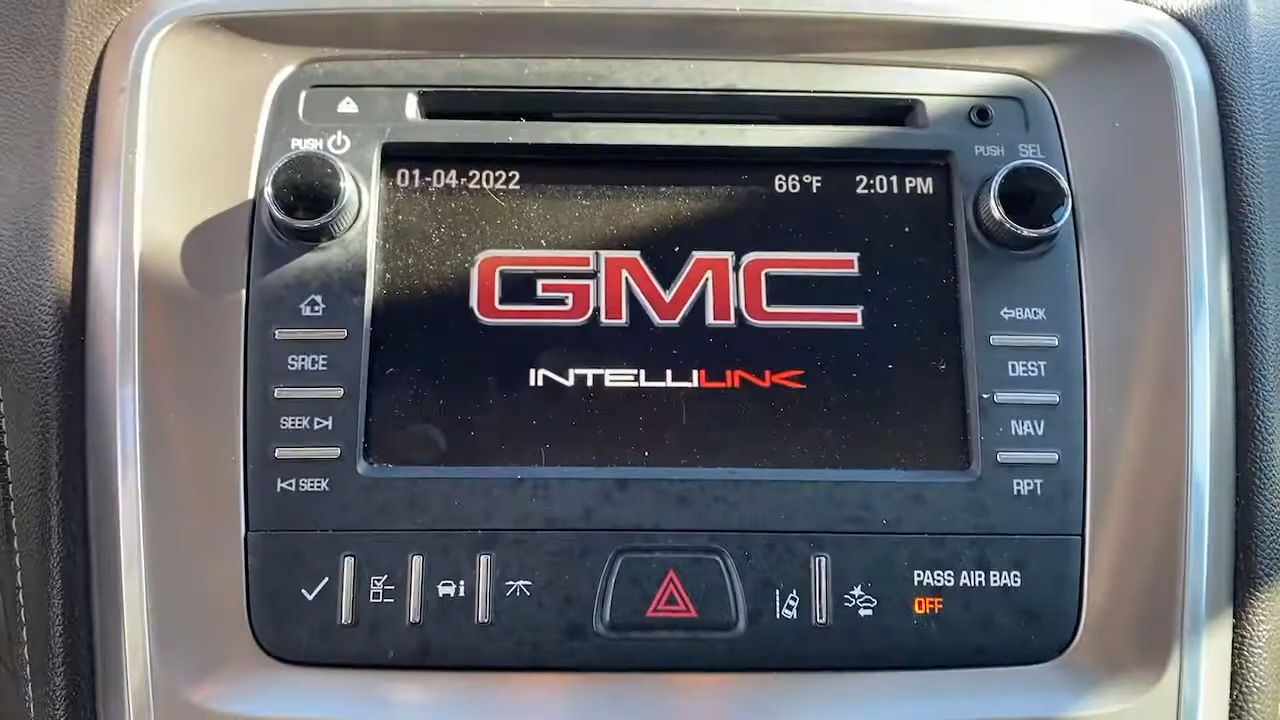 PUSH
PUSH SEL
01-04-2022 66°F 2:01 PM
GMC
INTELLILINK
SRCE
SEEK
SEEK
BACK
DEST
NAV
RPT
PASS AIR BAG
OFF